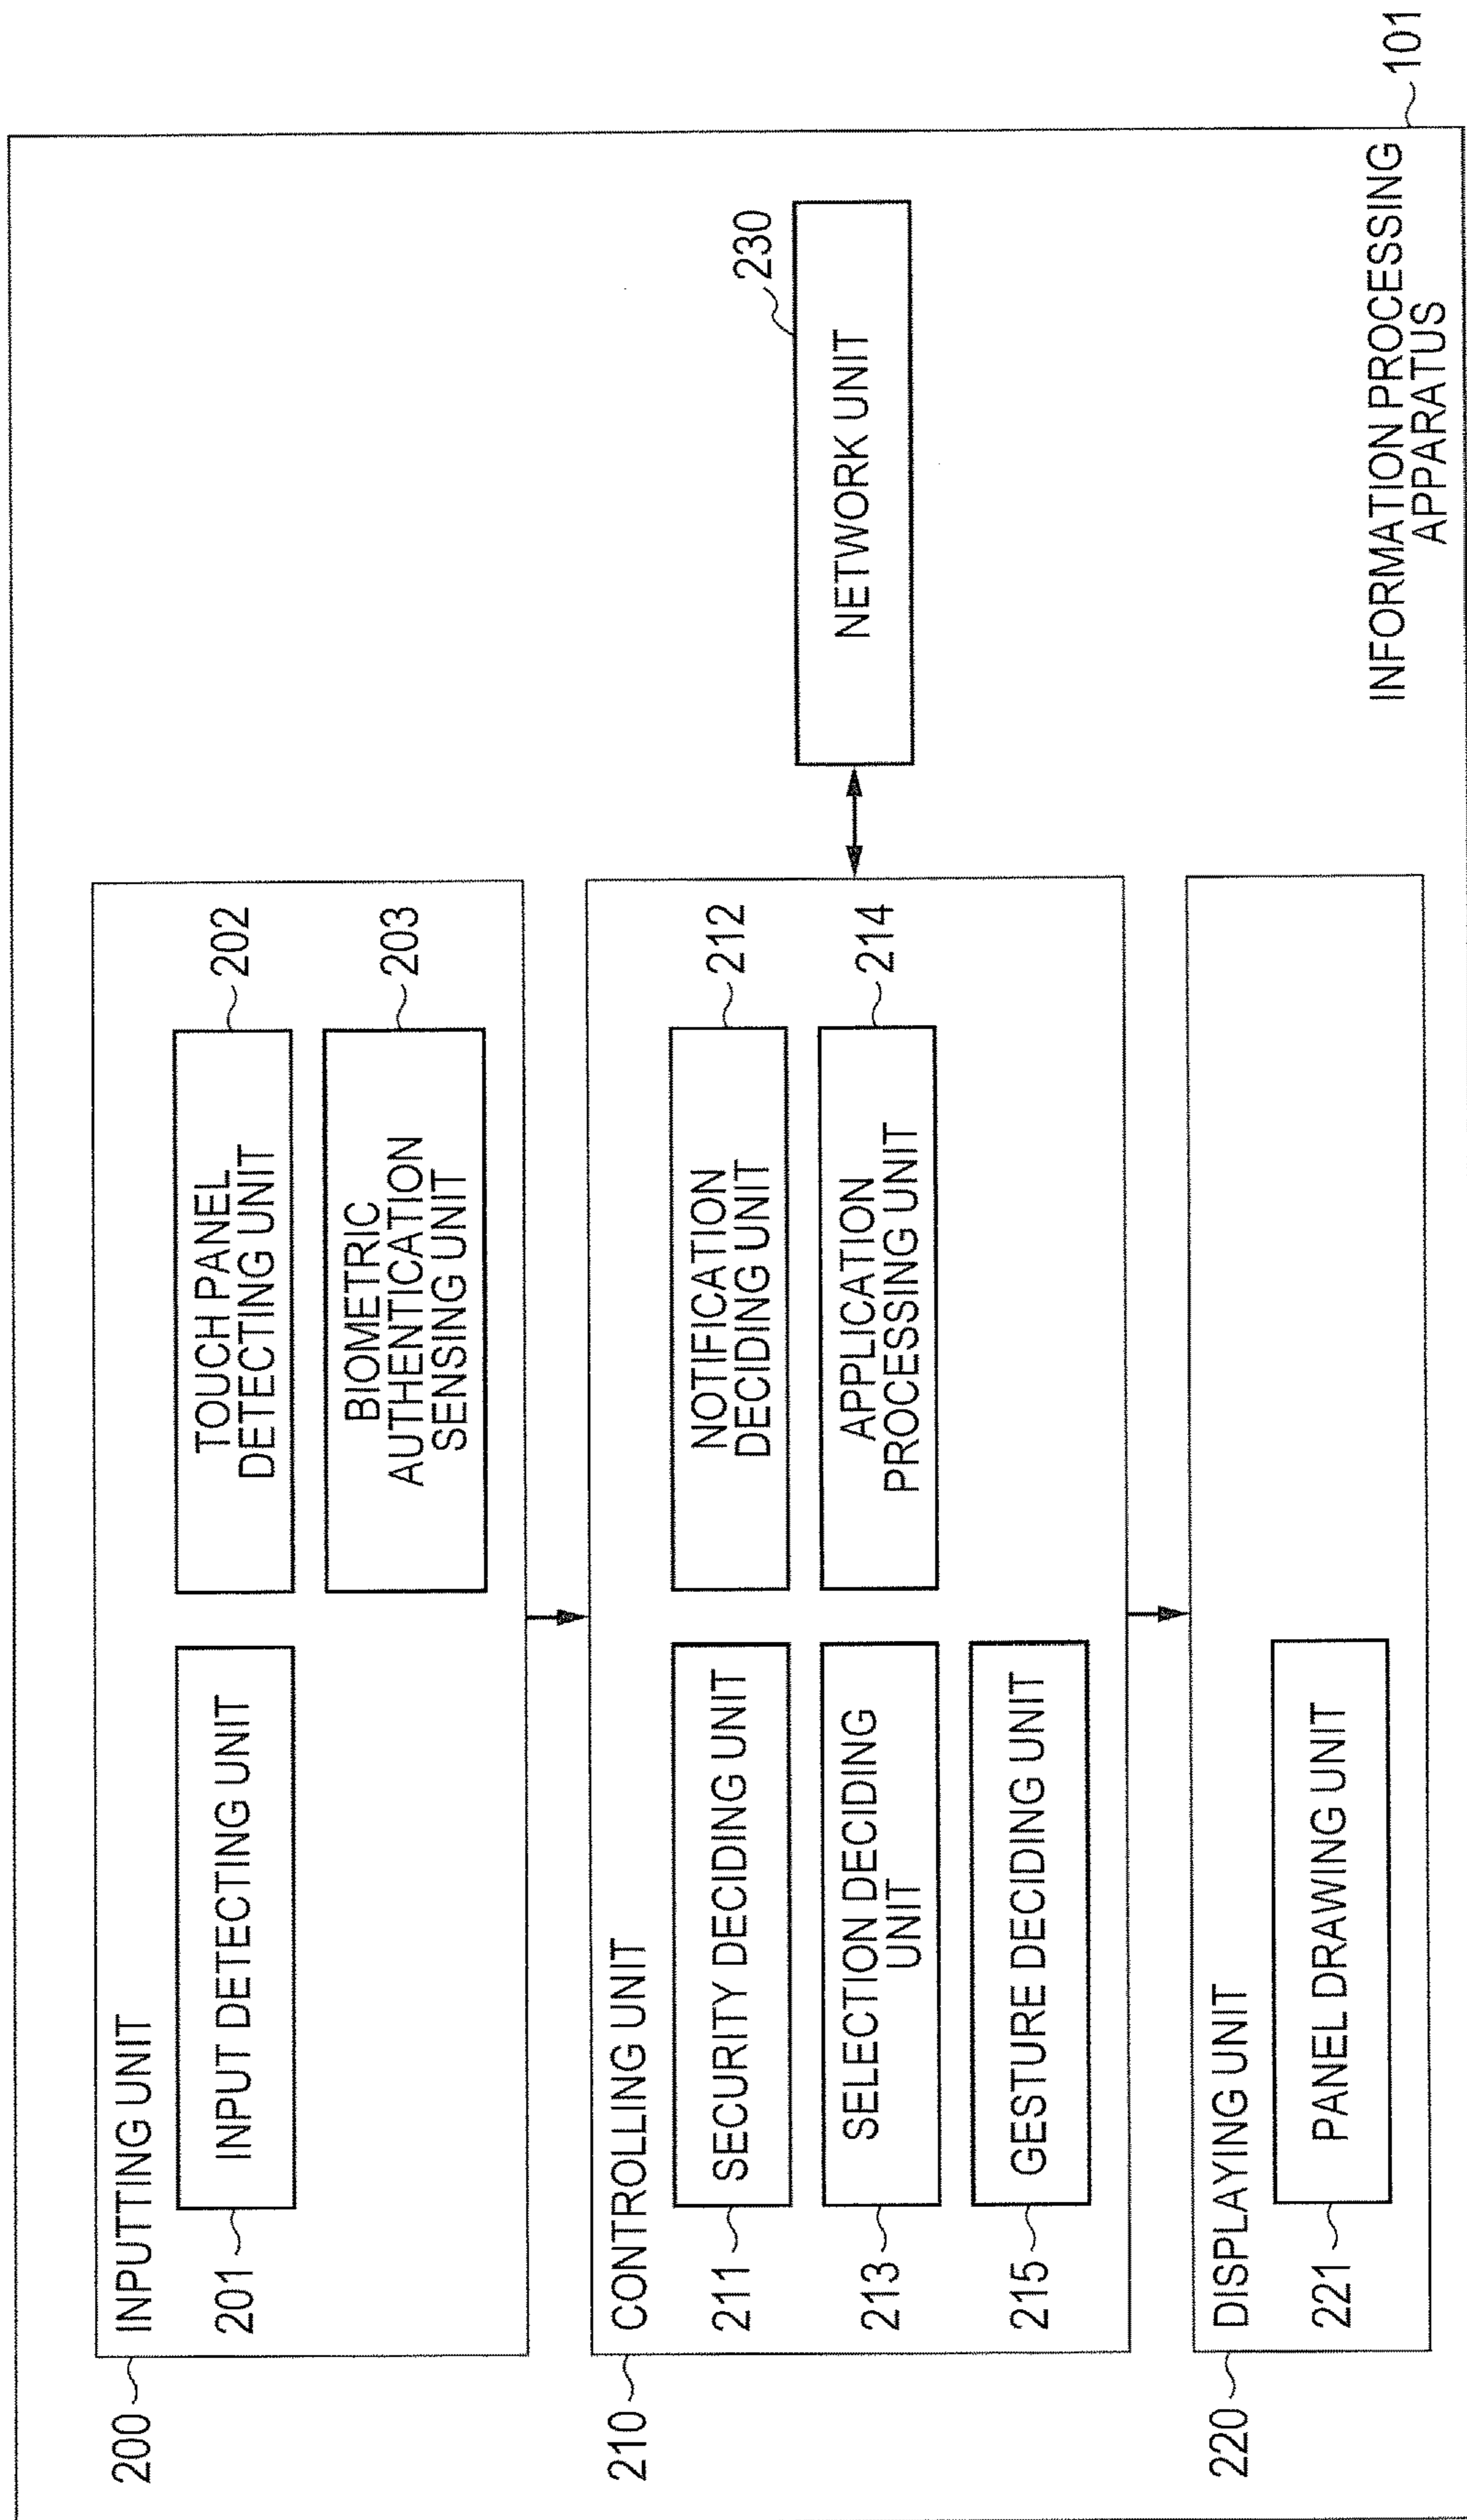 200
INPUTTING UNIT
201
INPUT DETECTING UNIT
TOUCH PANEL
DETECTING UNIT
202
BIOMETRIC
AUTHENTICATION
SENSING UNIT
203
210
CONTROLLING UNIT
211
SECURITY DECIDING UNIT
NOTIFICATION
DECIDING UNIT
212
213
SELECTION DECIDING
UNIT
APPLICATION
PROCESSING UNIT
214
215
GESTURE DECIDING UNIT
230
NETWORK UNIT
220
DISPLAYING UNIT
221
PANEL DRAWING UNIT
INFORMATION PROCESSING
APPARATUS
101